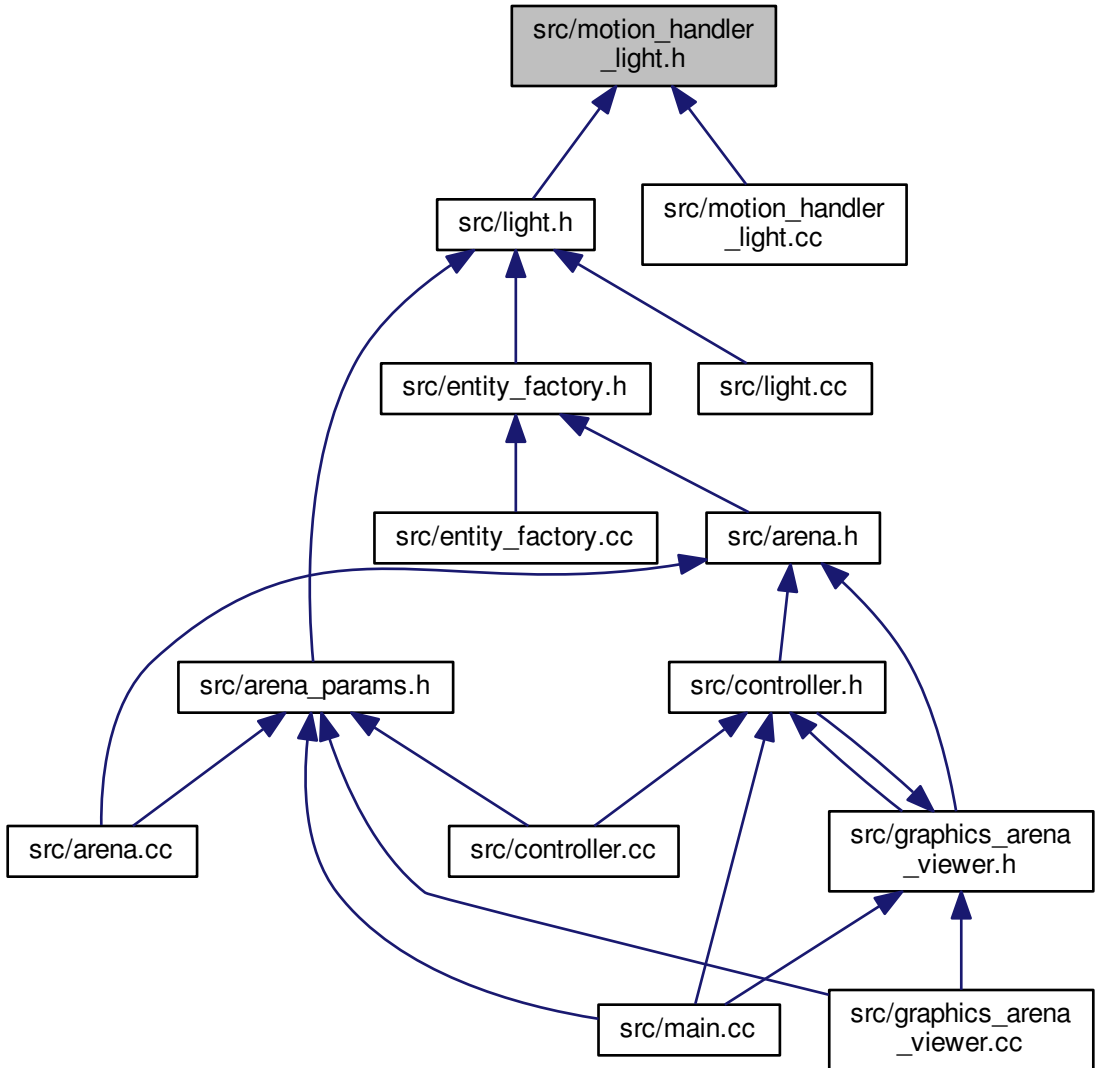 src/motion_handler
_light.h
src/light.h
src/motion_handler
_light.cc
src/entity_factory.h
src/light.cc
src/entity_factory.cc
src/arena.h
src/arena_params.h
src/controller.h
src/arena.cc
src/controller.cc
src/graphics_arena
_viewer.h
src/main.cc
src/graphics_arena
_viewer.cc